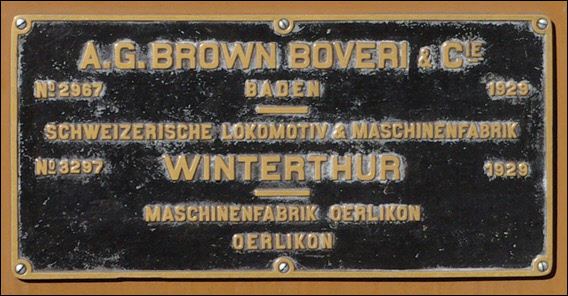 A.G. BROWN BOVERI & CIE
No 2967 BADEN 1929
SCHWEIZERISCHE LOKOMOTIV & MASCHINENFABRIK
No 3297 WINTERTHUR 1929
MASCHINENFABRIK OERLIKON
OERLIKON